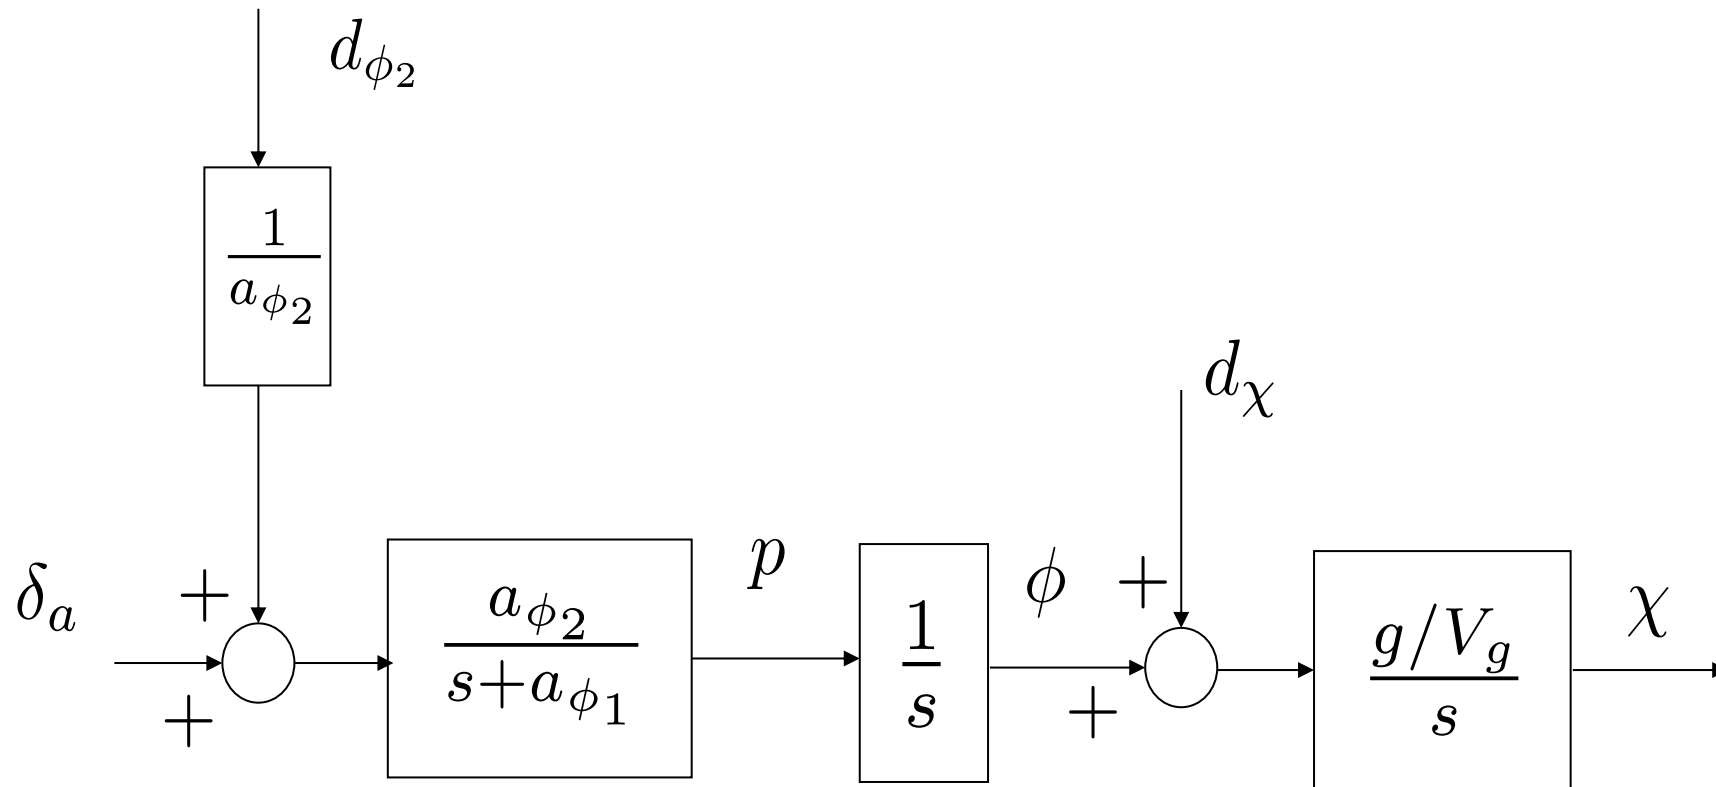 d_{ϕ_2}
1
a_{ϕ_2}
d_χ
δ_a
+
+
a_{ϕ_2}
s+a_{ϕ_1}
p
1
s
ϕ
+
+
g/V_g
s
χ